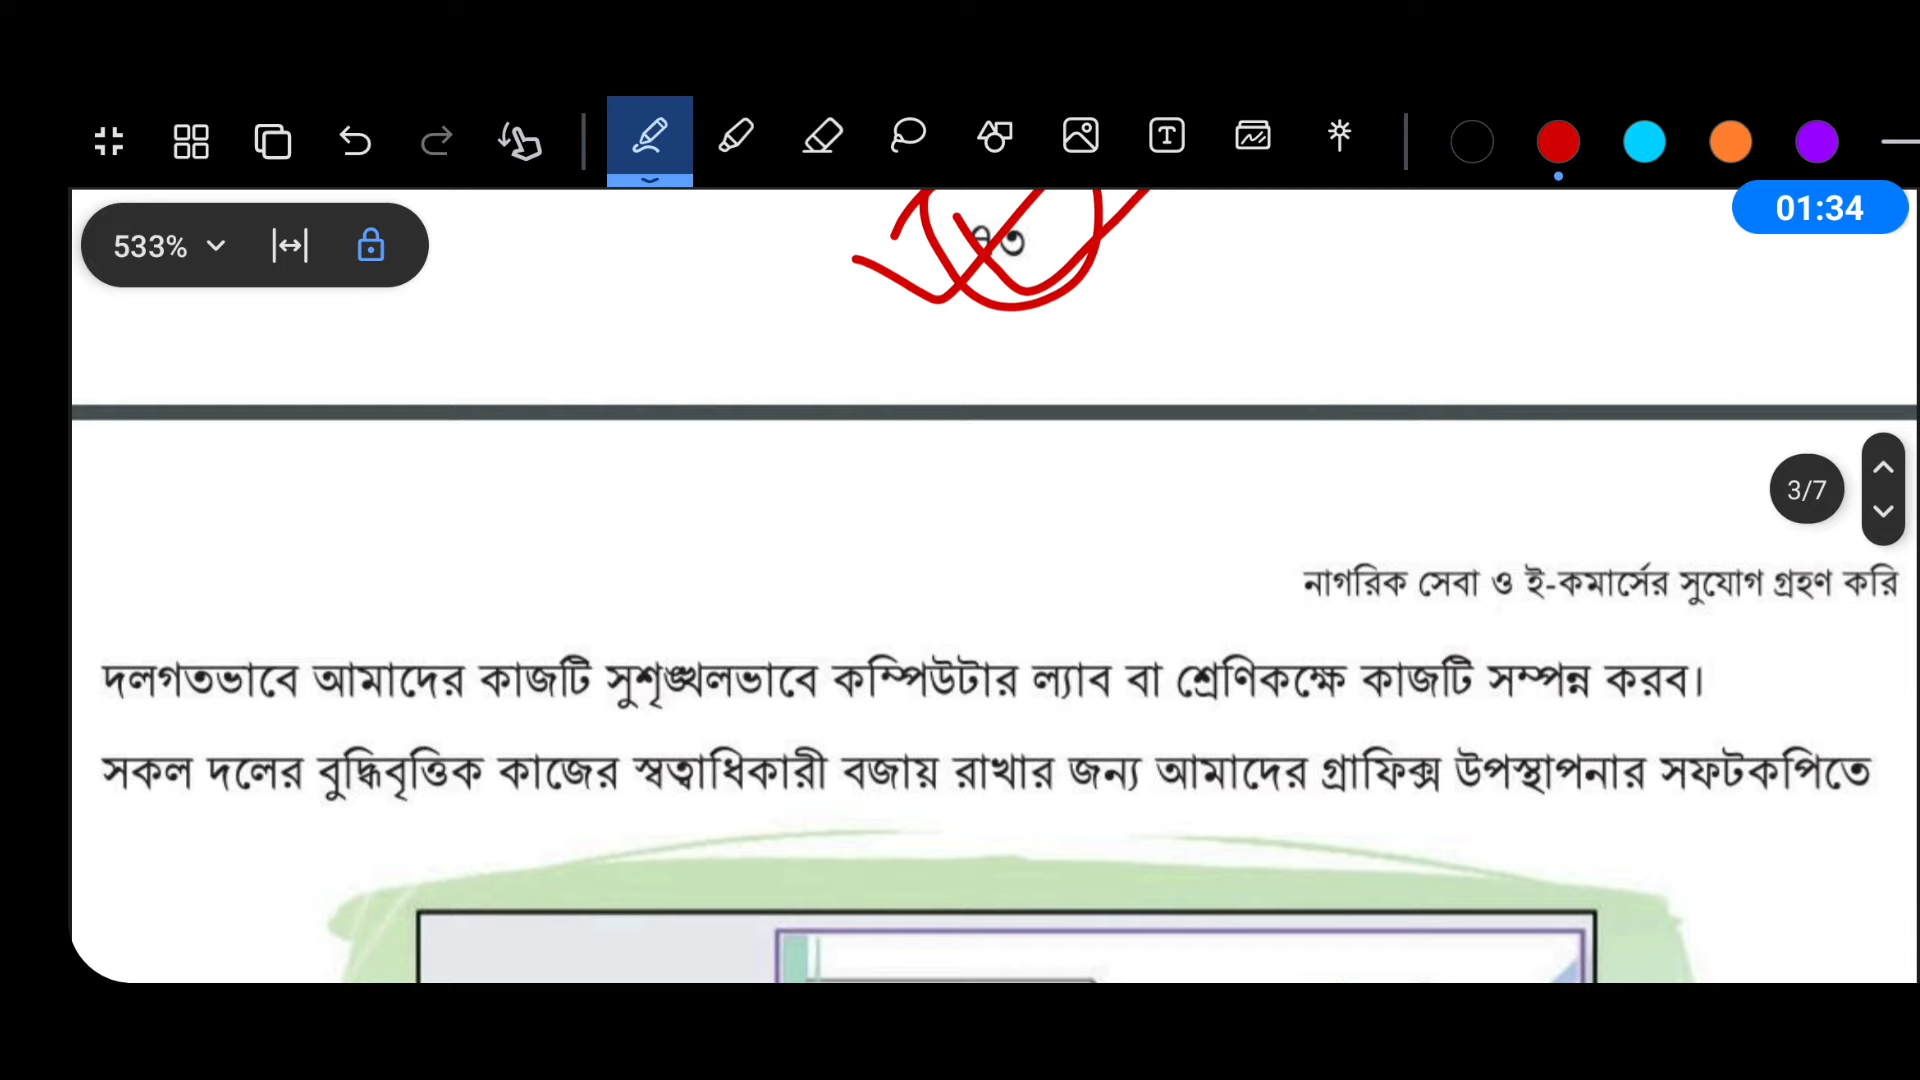 533%
01:34
৭৩
3/7
নাগরিক সেবা ও ই-কমার্সের সুযোগ গ্রহণ করি
দলগতভাবে আমাদের কাজটি সুশৃঙ্খলভাবে কম্পিউটার ল্যাব বা শ্রেণিকক্ষে কাজটি সম্পন্ন করব।
সকল দলের বুদ্ধিবৃত্তিক কাজের স্বত্বাধিকারী বজায় রাখার জন্য আমাদের গ্রাফিক্স উপস্থাপনার সফটকপিতে